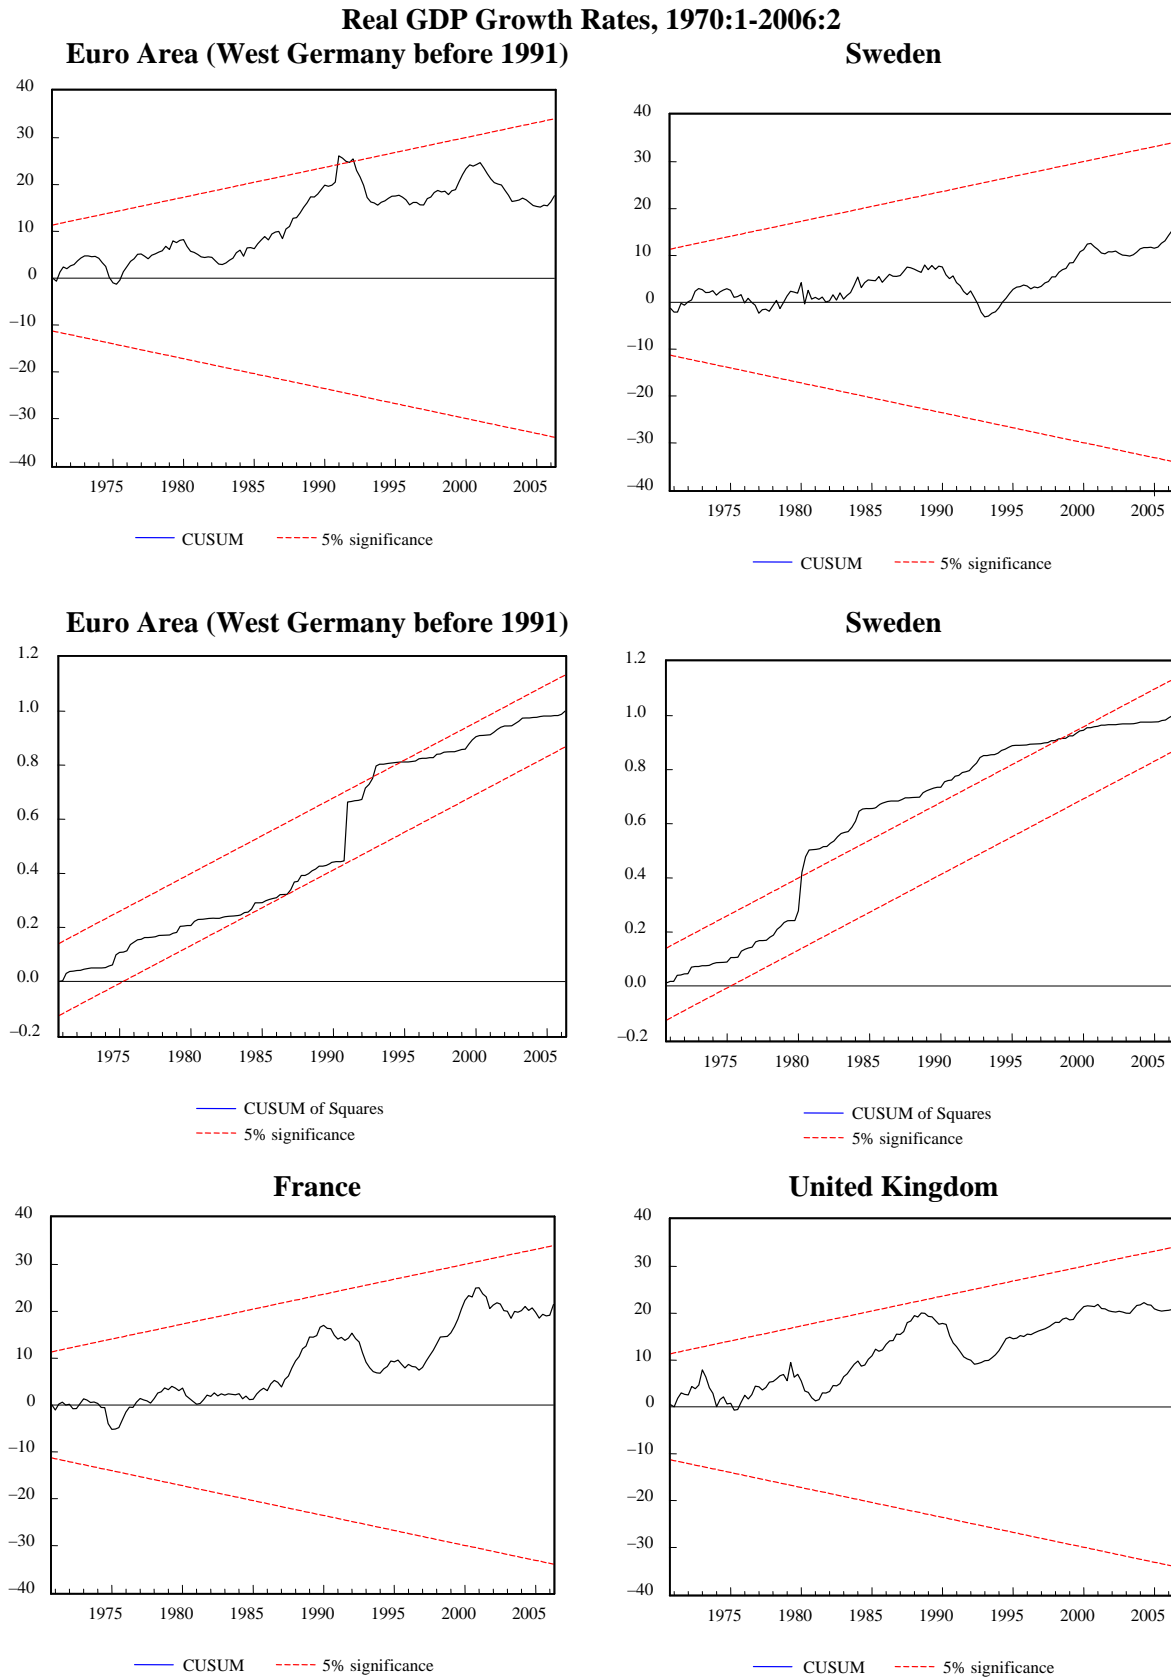 Real GDP Growth Rates, 1970:1-2006:2
Euro Area (West Germany before 1991)
40
30
20
10
0
–10
–20
–30
–40
1975 1980 1985 1990 1995 2000 2005
CUSUM 5% significance
Sweden
40
30
20
10
0
–10
–20
–30
–40
1975 1980 1985 1990 1995 2000 2005
CUSUM 5% significance
Euro Area (West Germany before 1991)
1.2
1.0
0.8
0.6
0.4
0.2
0.0
–0.2
1975 1980 1985 1990 1995 2000 2005
CUSUM of Squares
5% significance
Sweden
1.2
1.0
0.8
0.6
0.4
0.2
0.0
–0.2
1975 1980 1985 1990 1995 2000 2005
CUSUM of Squares
5% significance
France
40
30
20
10
0
–10
–20
–30
–40
1975 1980 1985 1990 1995 2000 2005
CUSUM 5% significance
United Kingdom
40
30
20
10
0
–10
–20
–30
–40
1975 1980 1985 1990 1995 2000 2005
CUSUM 5% significance